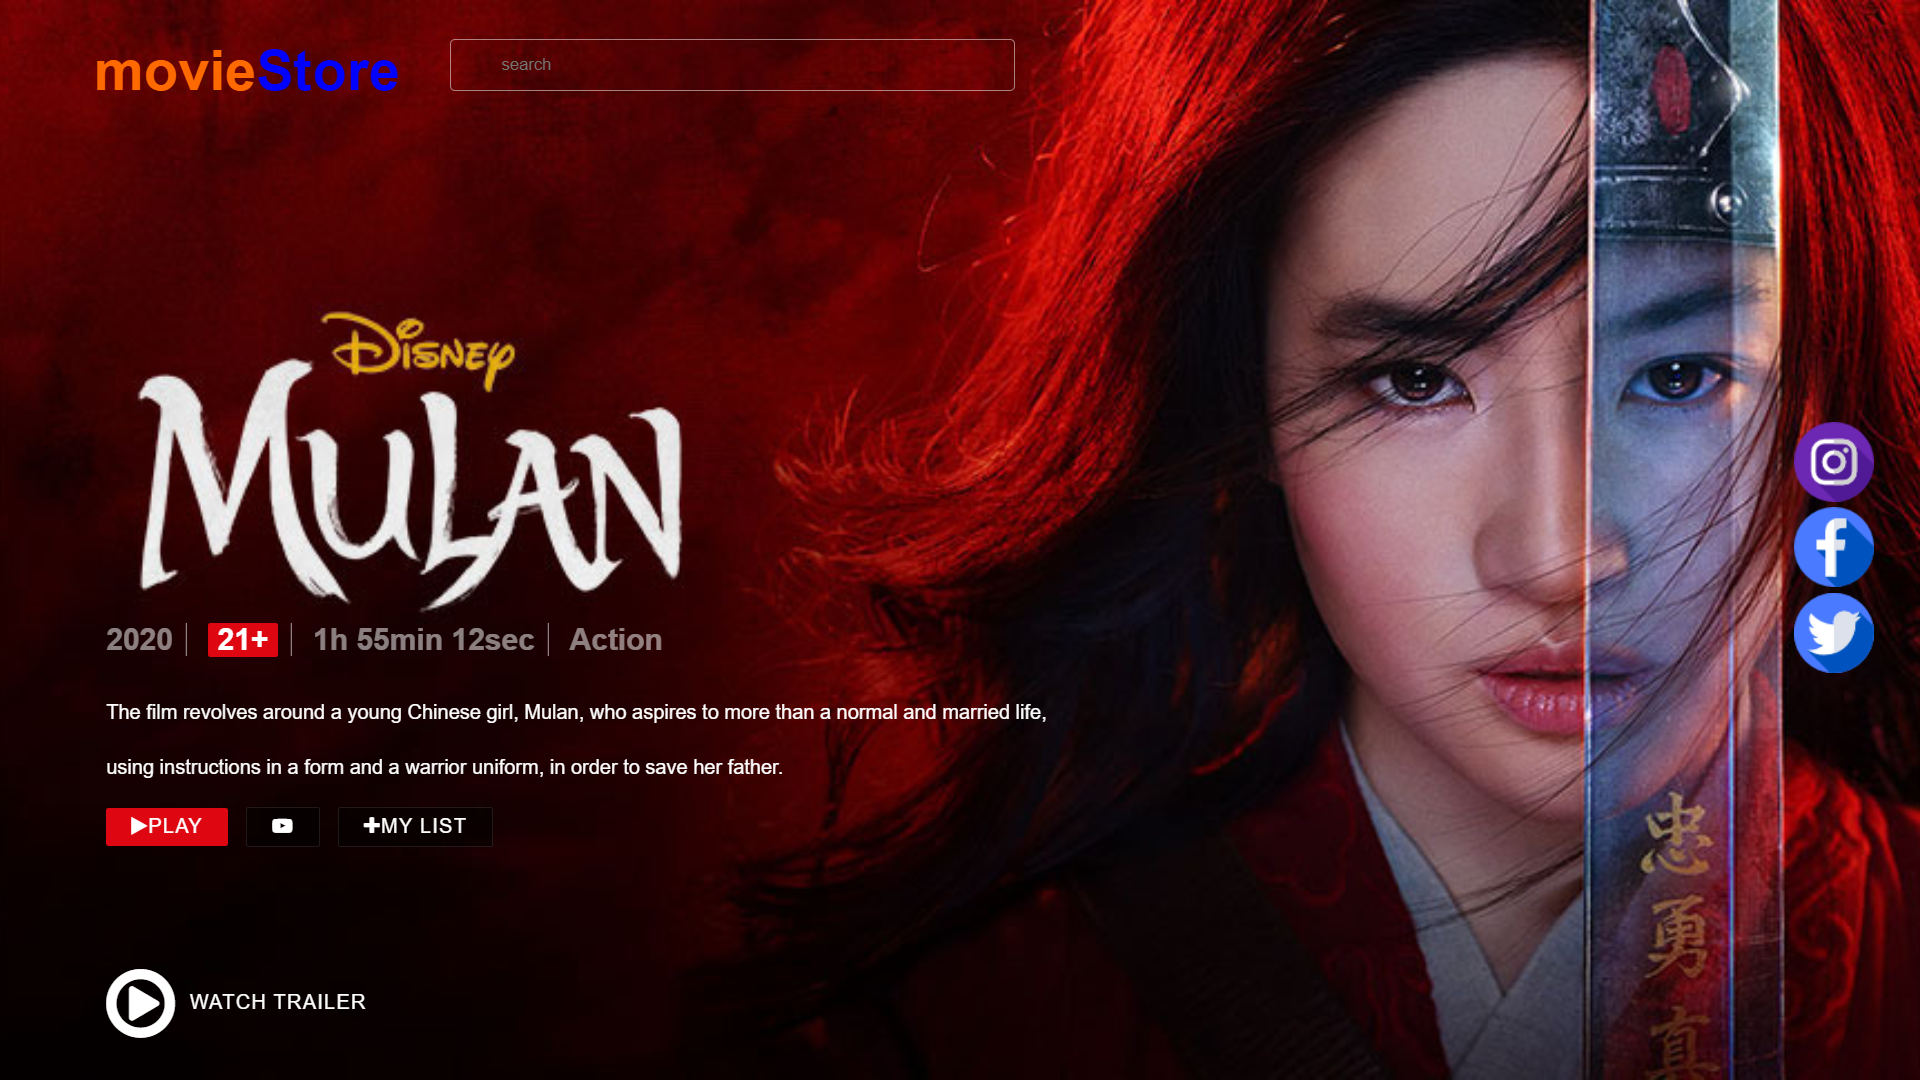 movieStore
search
Disney
MULAN
2020 21+ 1h 55min 12sec Action
The film revolves around a young Chinese girl, Mulan, who aspires to more than a normal and married life,
using instructions in a form and a warrior uniform, in order to save her father.
PLAY
+MY LIST
WATCH TRAILER
忠
勇
真